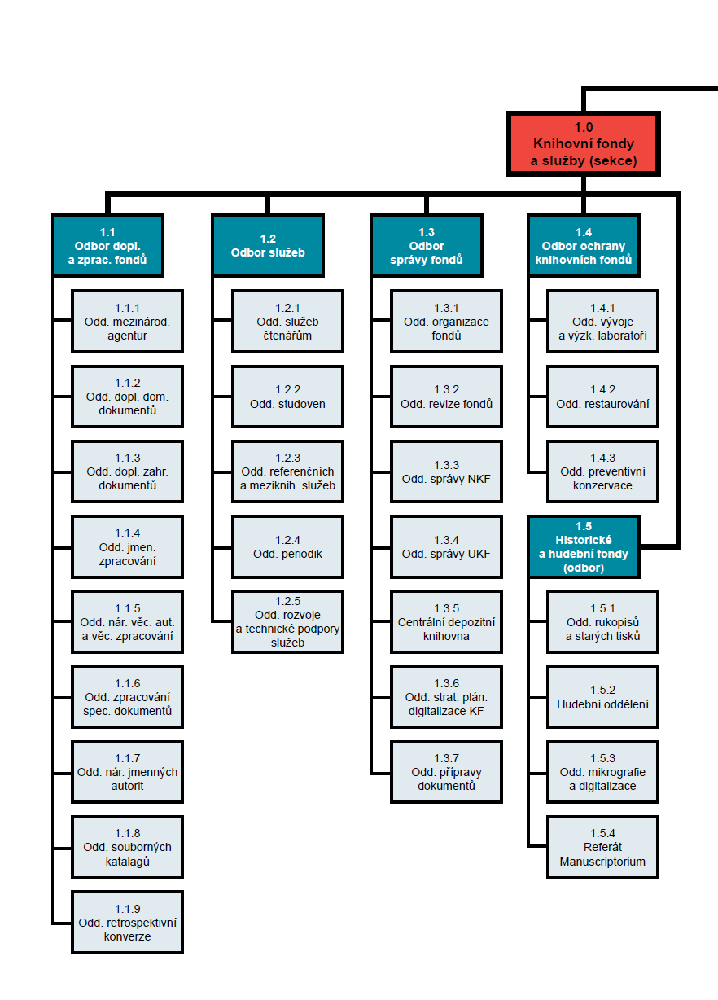 1.0
Knihovní fondy
a služby (sekce)
1.1
Odbor dopl.
a zprac. fondů
1.1.1
Odd. mezinárod.
agentur
1.1.2
Odd. dopl. dom.
dokumentů
1.1.3
Odd. dopl. zahr.
dokumentů
1.1.4
Odd. jmen.
zpracování
1.1.5
Odd. nár. věc. aut.
a věc. zpracování
1.1.6
Odd. zpracování
spec. dokumentů
1.1.7
Odd. nár. jmenných
autorit
1.1.8
Odd. souborných
katalagů
1.1.9
Odd. retrospektivní
konverze
1.2
Odbor služeb
1.2.1
Odd. služeb
čtenářům
1.2.2
Odd. studoven
1.2.3
Odd. referenčních
a meziknih. služeb
1.2.4
Odd. periodik
1.2.5
Odd. rozvoje
a technické podpory
služeb
1.3
Odbor
správy fondů
1.3.1
Odd. organizace
fondů
1.3.2
Odd. revize fondů
1.3.3
Odd. správy NKF
1.3.4
Odd. správy UKF
1.3.5
Centrální depozitní
knihovna
1.3.6
Odd. strat. plán.
digitalizace KF
1.3.7
Odd. přípravy
dokumentů
1.4
Odbor ochrany
knihovních fondů
1.4.1
Odd. vývoje
a výzk. laboratoří
1.4.2
Odd. restaurování
1.4.3
Odd. preventivní
konzervace
1.5
Historické
a hudební fondy
(odbor)
1.5.1
Odd. rukopisů
a starých tisků
1.5.2
Hudební oddělení
1.5.3
Odd. mikrografie
a digitalizace
1.5.4
Referát
Manuscriptorium